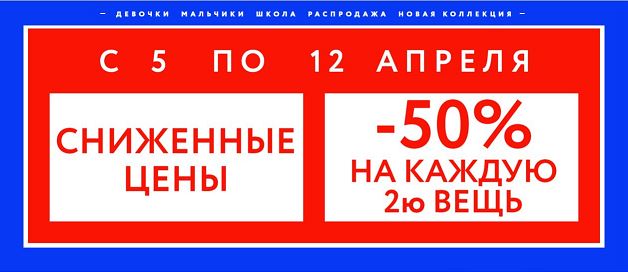 — ДЕВОЧКИ МАЛЬЧИКИ ШКОЛА РАСПРОДАЖА НОВАЯ КОЛЛЕКЦИЯ —
С 5 ПО 12 АПРЕЛЯ
СНИЖЕННЫЕ
ЦЕНЫ
-50%
НА КАЖДУЮ
2ю ВЕЩЬ